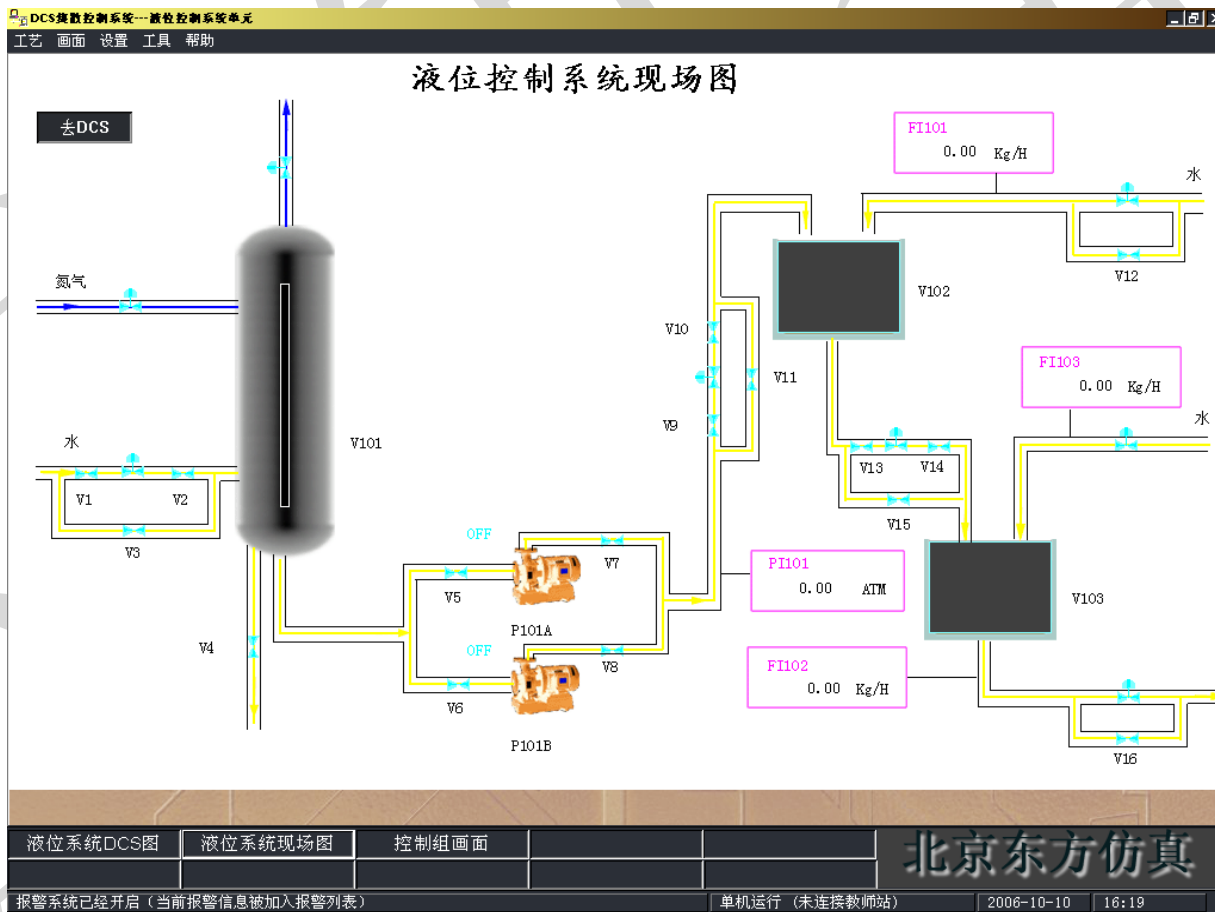 DCS集散控制系统---液位控制系统单元
工艺 画面 设置 工具 帮助
液位控制系统现场图
去DCS
FI101
0.00 Kg/H
水
V12
氮气
V102
V10
V11
V9
FI103
0.00 Kg/H
水
V101
水
V13 V14
V1 V2
V3
V15
OFF
V7
PI101
0.00 ATM
V5
V103
P101A
V4
OFF
V8
FI102
0.00 Kg/H
V6
P101B
V16
液位系统DCS图 液位系统现场图 控制组画面
北京东方仿真
报警系统已经开启(当前报警信息被加入报警列表) 单机运行 (未连接教师站) 2006-10-10 16:19